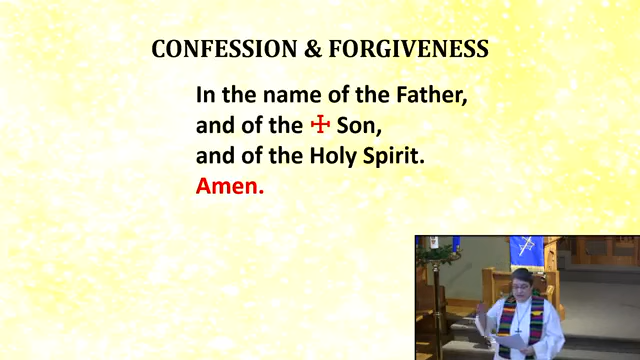 CONFESSION & FORGIVENESS
In the name of the Father,
and of the ☩ Son,
and of the Holy Spirit.
Amen.